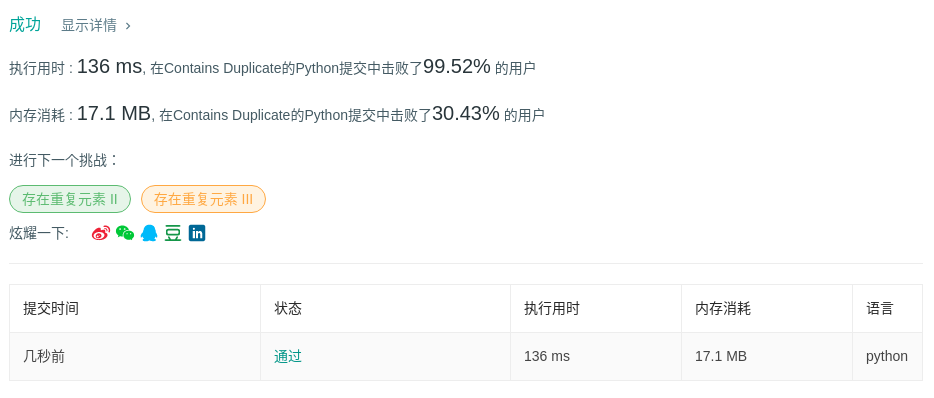 成功 显示详情 ›
执行用时 : 136 ms, 在Contains Duplicate的Python提交中击败了99.52% 的用户
内存消耗 : 17.1 MB, 在Contains Duplicate的Python提交中击败了30.43% 的用户
进行下一个挑战：
存在重复元素 II 存在重复元素 III
炫耀一下: 豆 in
提交时间 状态 执行用时 内存消耗 语言
几秒前 通过 136 ms 17.1 MB python